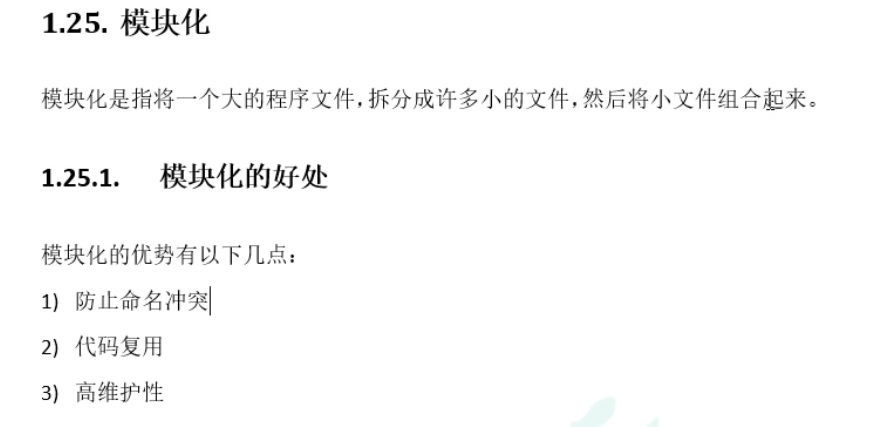 1.25. 模块化
模块化是指将一个大的程序文件,拆分成许多小的文件,然后将小文件组合起来。
1.25.1. 模块化的好处
模块化的优势有以下几点:
1) 防止命名冲突
2) 代码复用
3) 高维护性